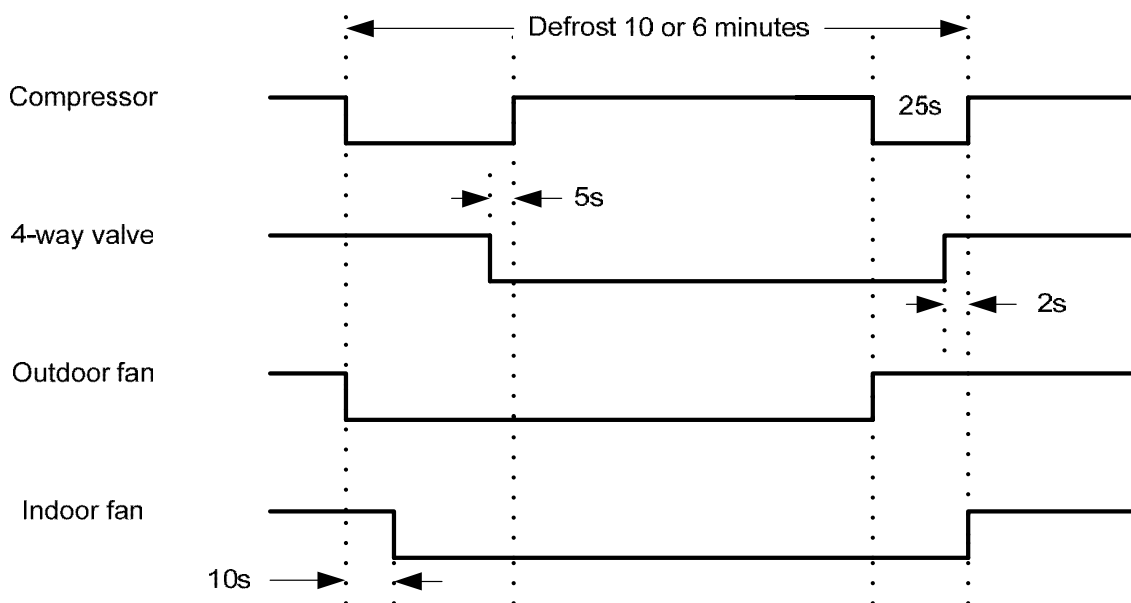 Defrost 10 or 6 minutes
Compressor
25s
5s
4-way valve
2s
Outdoor fan
Indoor fan
10s